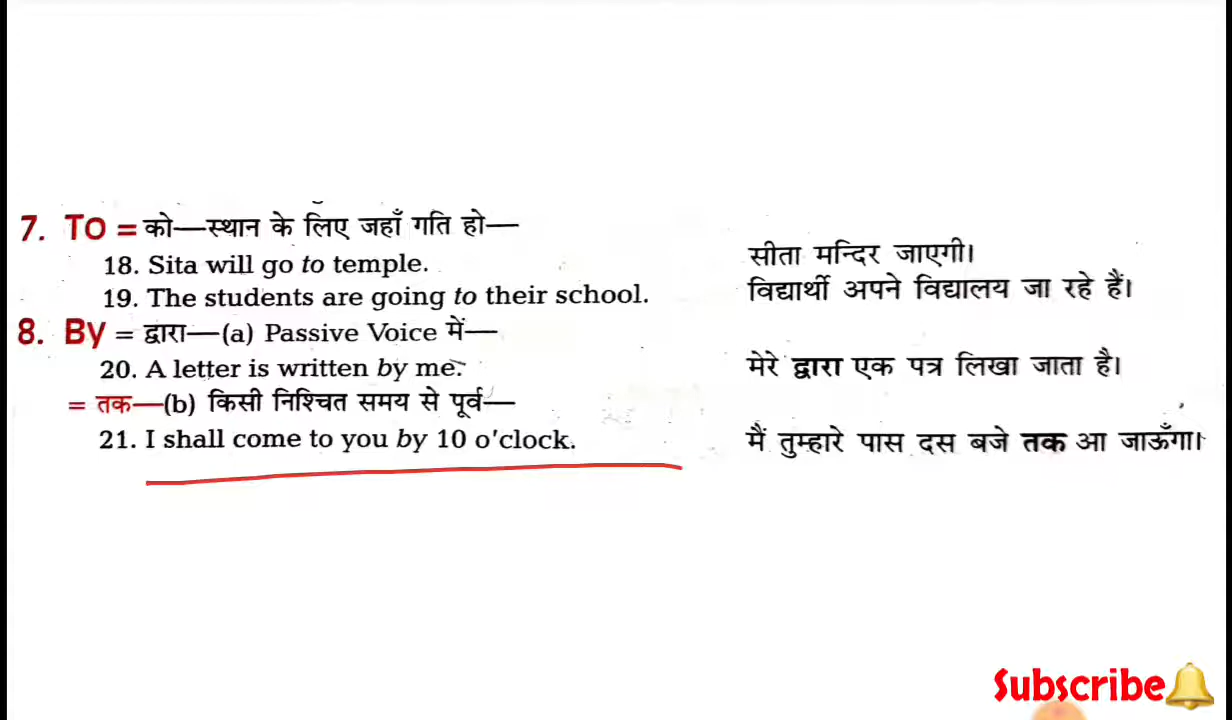 7. To = को—स्थान के लिए जहाँ गति हो—
18. Sita will go to temple. सीता मन्दिर जाएगी।
19. The students are going to their school. विद्यार्थी अपने विद्यालय जा रहे हैं।
8. By = द्वारा—(a) Passive Voice में—
20. A letter is written by me. मेरे द्वारा एक पत्र लिखा जाता है।
= तक—(b) किसी निश्चित समय से पूर्व—
21. I shall come to you by 10 o'clock. मैं तुम्हारे पास दस बजे तक आ जाऊँगा।
Subscribe